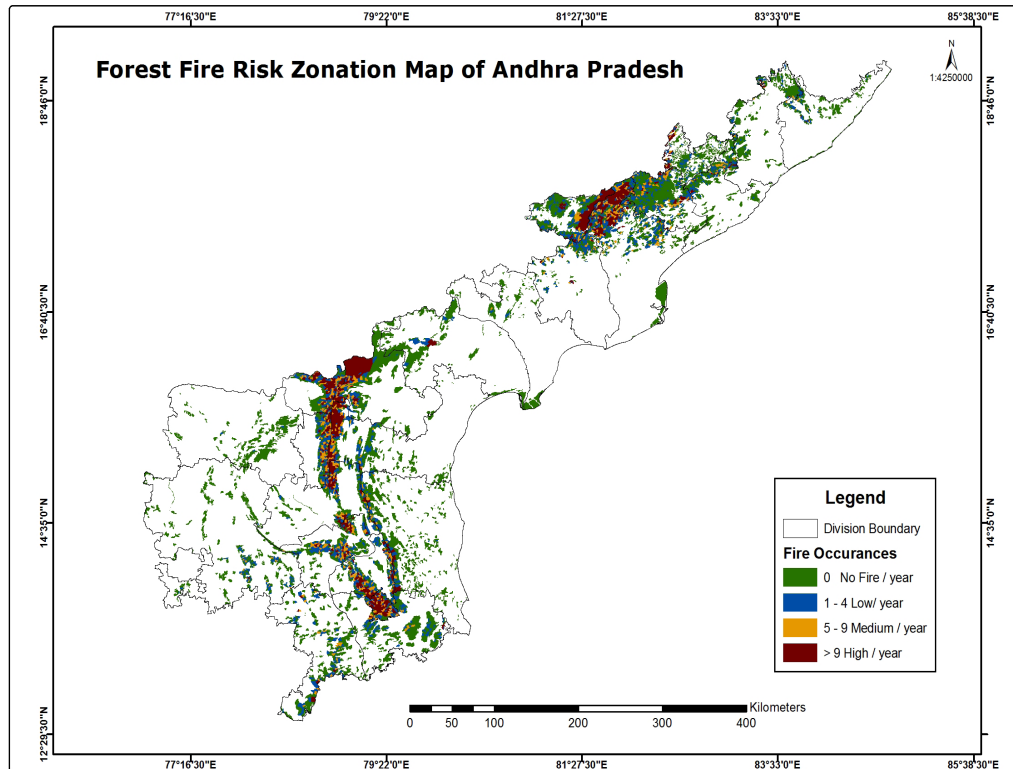 77°16'30"E 79°22'0"E 81°27'30"E 83°33'0"E 85°38'30"E
Forest Fire Risk Zonation Map of Andhra Pradesh
N
1:4250000
18°46'0"N 18°46'0"N
16°40'30"N 16°40'30"N
14°35'0"N 14°35'0"N
12°29'30"N 12°29'30"N
Legend
Division Boundary
Fire Occurances
0 No Fire / year
1 - 4 Low/ year
5 - 9 Medium / year
> 9 High / year
Kilometers
0 50 100 200 300 400
77°16'30"E 79°22'0"E 81°27'30"E 83°33'0"E 85°38'30"E